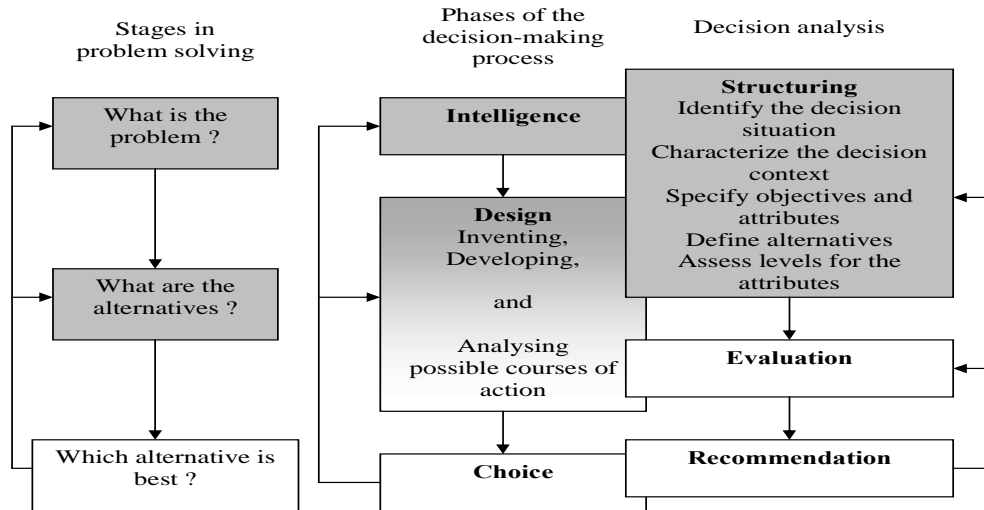 Stages in
problem solving
What is the
problem ?
What are the
alternatives ?
Which alternative is
best ?
Phases of the
decision-making
process
Intelligence
Design
Inventing,
Developing,
and
Analysing
possible courses of
action
Choice
Decision analysis
Structuring
Identify the decision
situation
Characterize the decision
context
Specify objectives and
attributes
Define alternatives
Assess levels for the
attributes
Evaluation
Recommendation